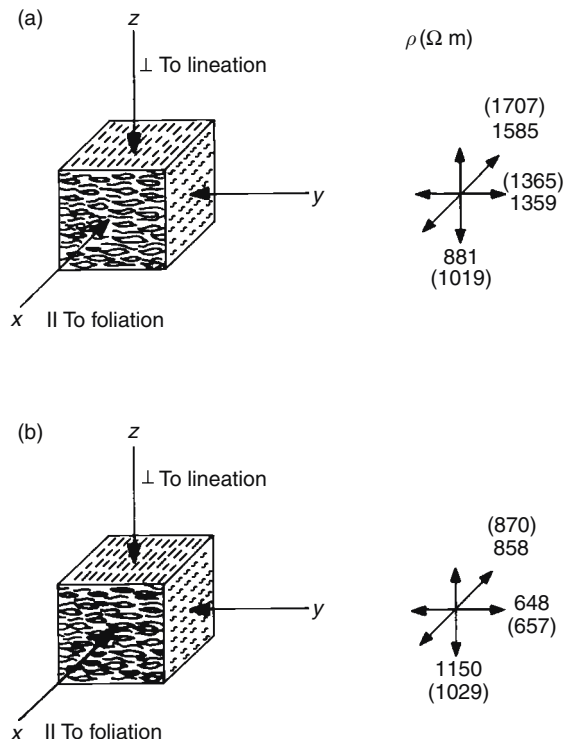 (a)
z
ρ(Ω m)
⊥ To lineation
(1707)
1585
(1365)
1359
y
881
(1019)
x II To foliation
(b)
z
⊥ To lineation
(870)
858
648
(657)
y
1150
(1029)
x II To foliation